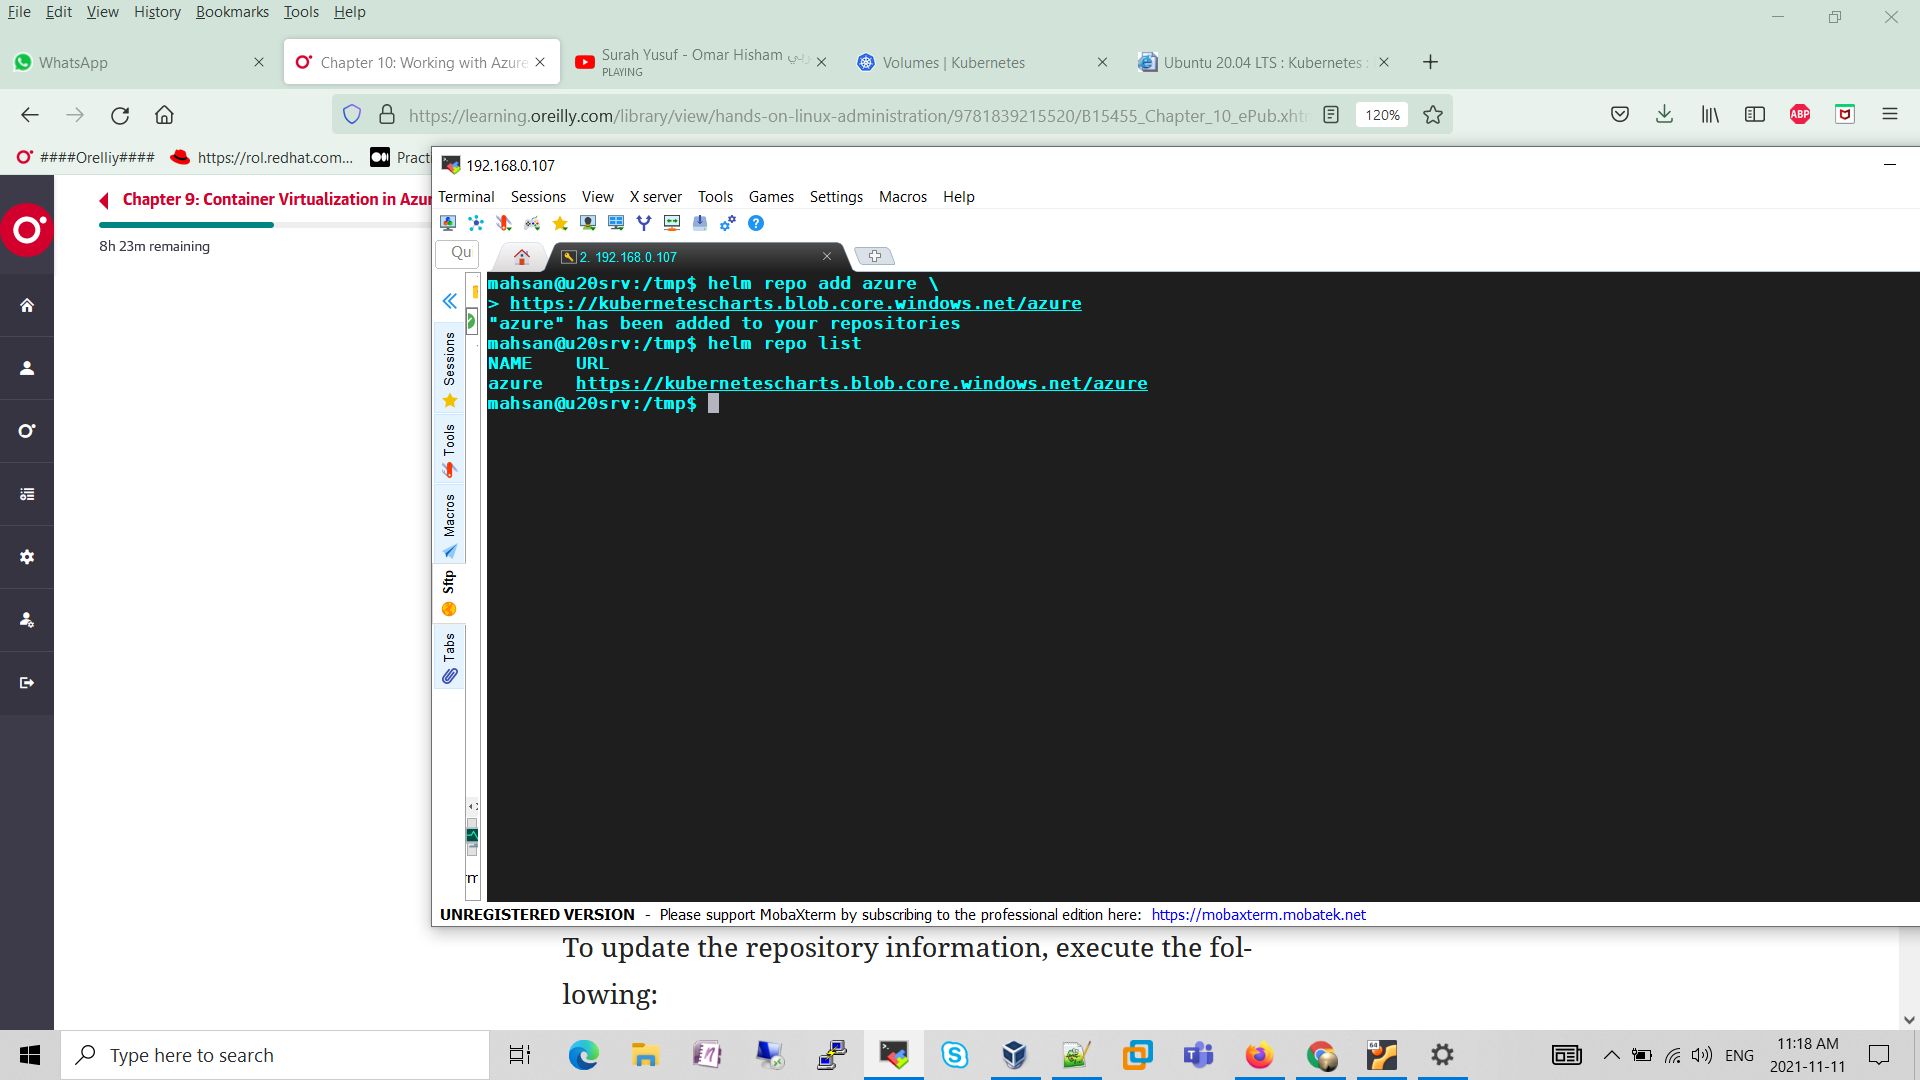 File Edit View History Bookmarks Tools Help
WhatsApp
Chapter 10: Working with Azure
Surah Yusuf - Omar Hisham
PLAYING
Volumes | Kubernetes
Ubuntu 20.04 LTS : Kubernetes :
https://learning.oreilly.com/library/view/hands-on-linux-administration/9781839215520/B15455_Chapter_10_ePub.xhtm
120%
ABP
####Orelliy####
https://rol.redhat.com...
Pract
Chapter 9: Container Virtualization in Azur
8h 23m remaining
192.168.0.107
Terminal Sessions View X server Tools Games Settings Macros Help
Qui
2. 192.168.0.107
Sessions
Tools
Macros
Sftp
Tabs
mahsan@u20srv:/tmp$ helm repo add azure \
> https://kubernetescharts.blob.core.windows.net/azure
"azure" has been added to your repositories
mahsan@u20srv:/tmp$ helm repo list
NAME URL
azure https://kubernetescharts.blob.core.windows.net/azure
mahsan@u20srv:/tmp$
UNREGISTERED VERSION - Please support MobaXterm by subscribing to the professional edition here: https://mobaxterm.mobatek.net
To update the repository information, execute the fol-
lowing:
Type here to search
ENG
11:18 AM
2021-11-11